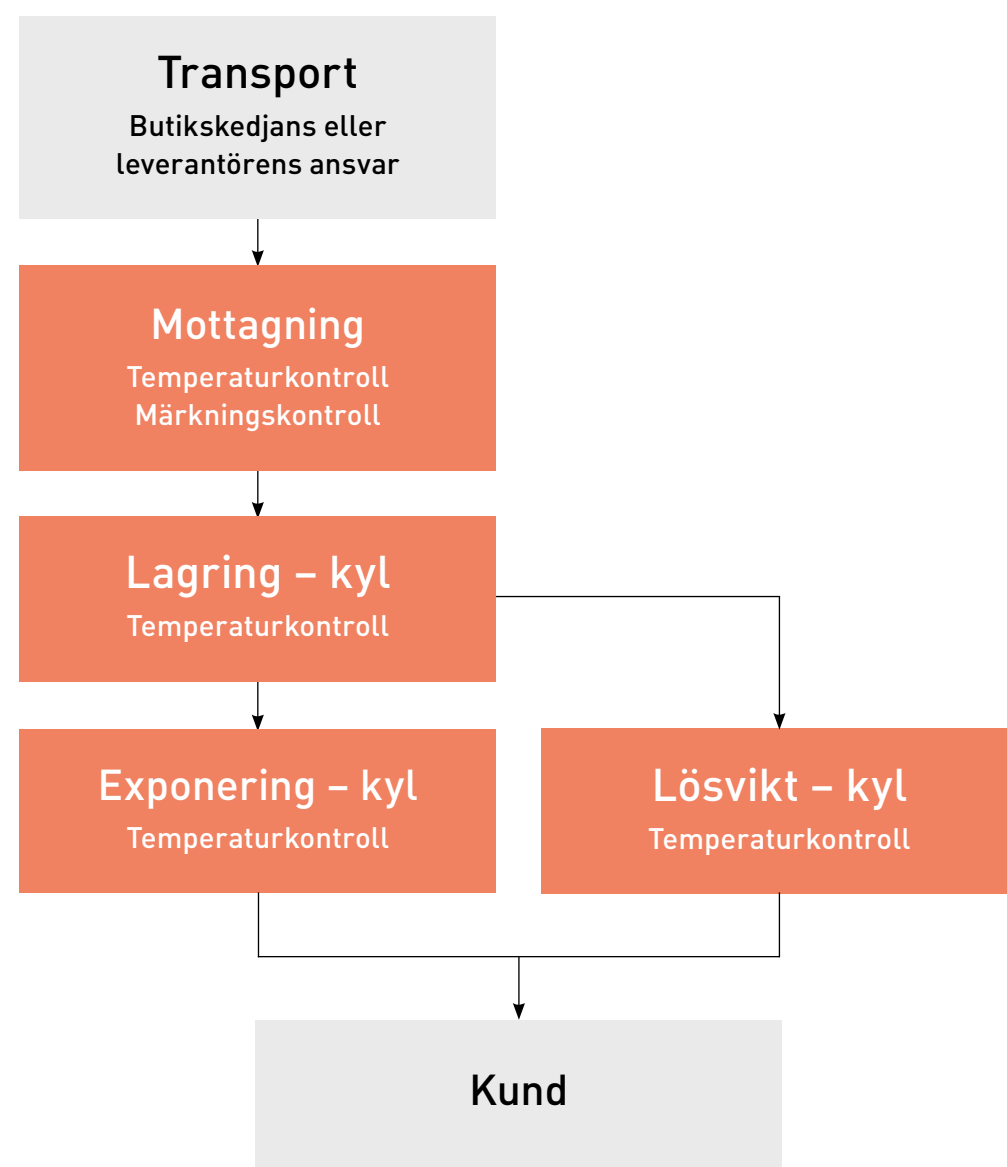 Transport
Butikskedjans eller
leverantörens ansvar
Mottagning
Temperaturkontroll
Märkningskontroll
Lagring – kyl
Temperaturkontroll
Exponering – kyl
Temperaturkontroll
Lösvikt – kyl
Temperaturkontroll
Kund